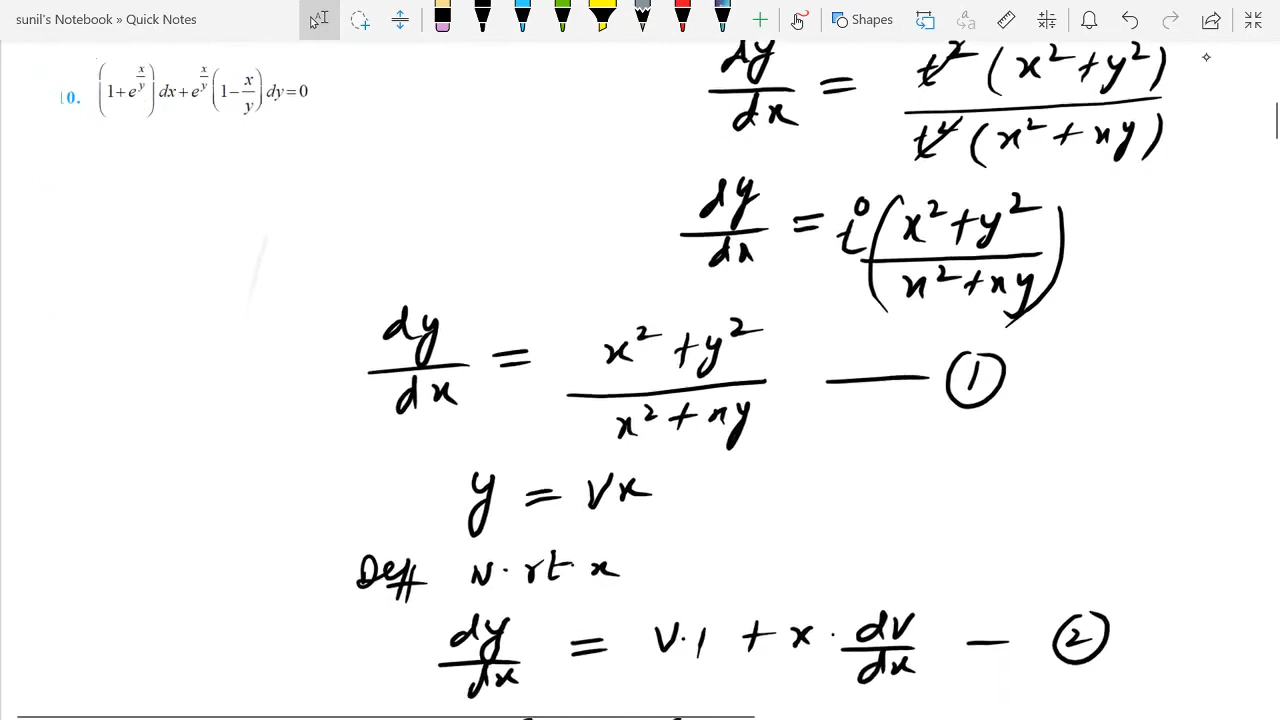 sunil's Notebook » Quick Notes
Shapes
10. (1+e^(x/y)) dx+e^(x/y) (1−x/y) dy=0
dy/dx = t²(x²+y²)/t²(x²+xy)
dy/dx = t⁰(x²+y²/x²+xy)
dy/dx = x²+y²/x²+xy — ①
y = vx
Deff w.rt.x
dy/dx = v.1 + x.dv/dx — ②